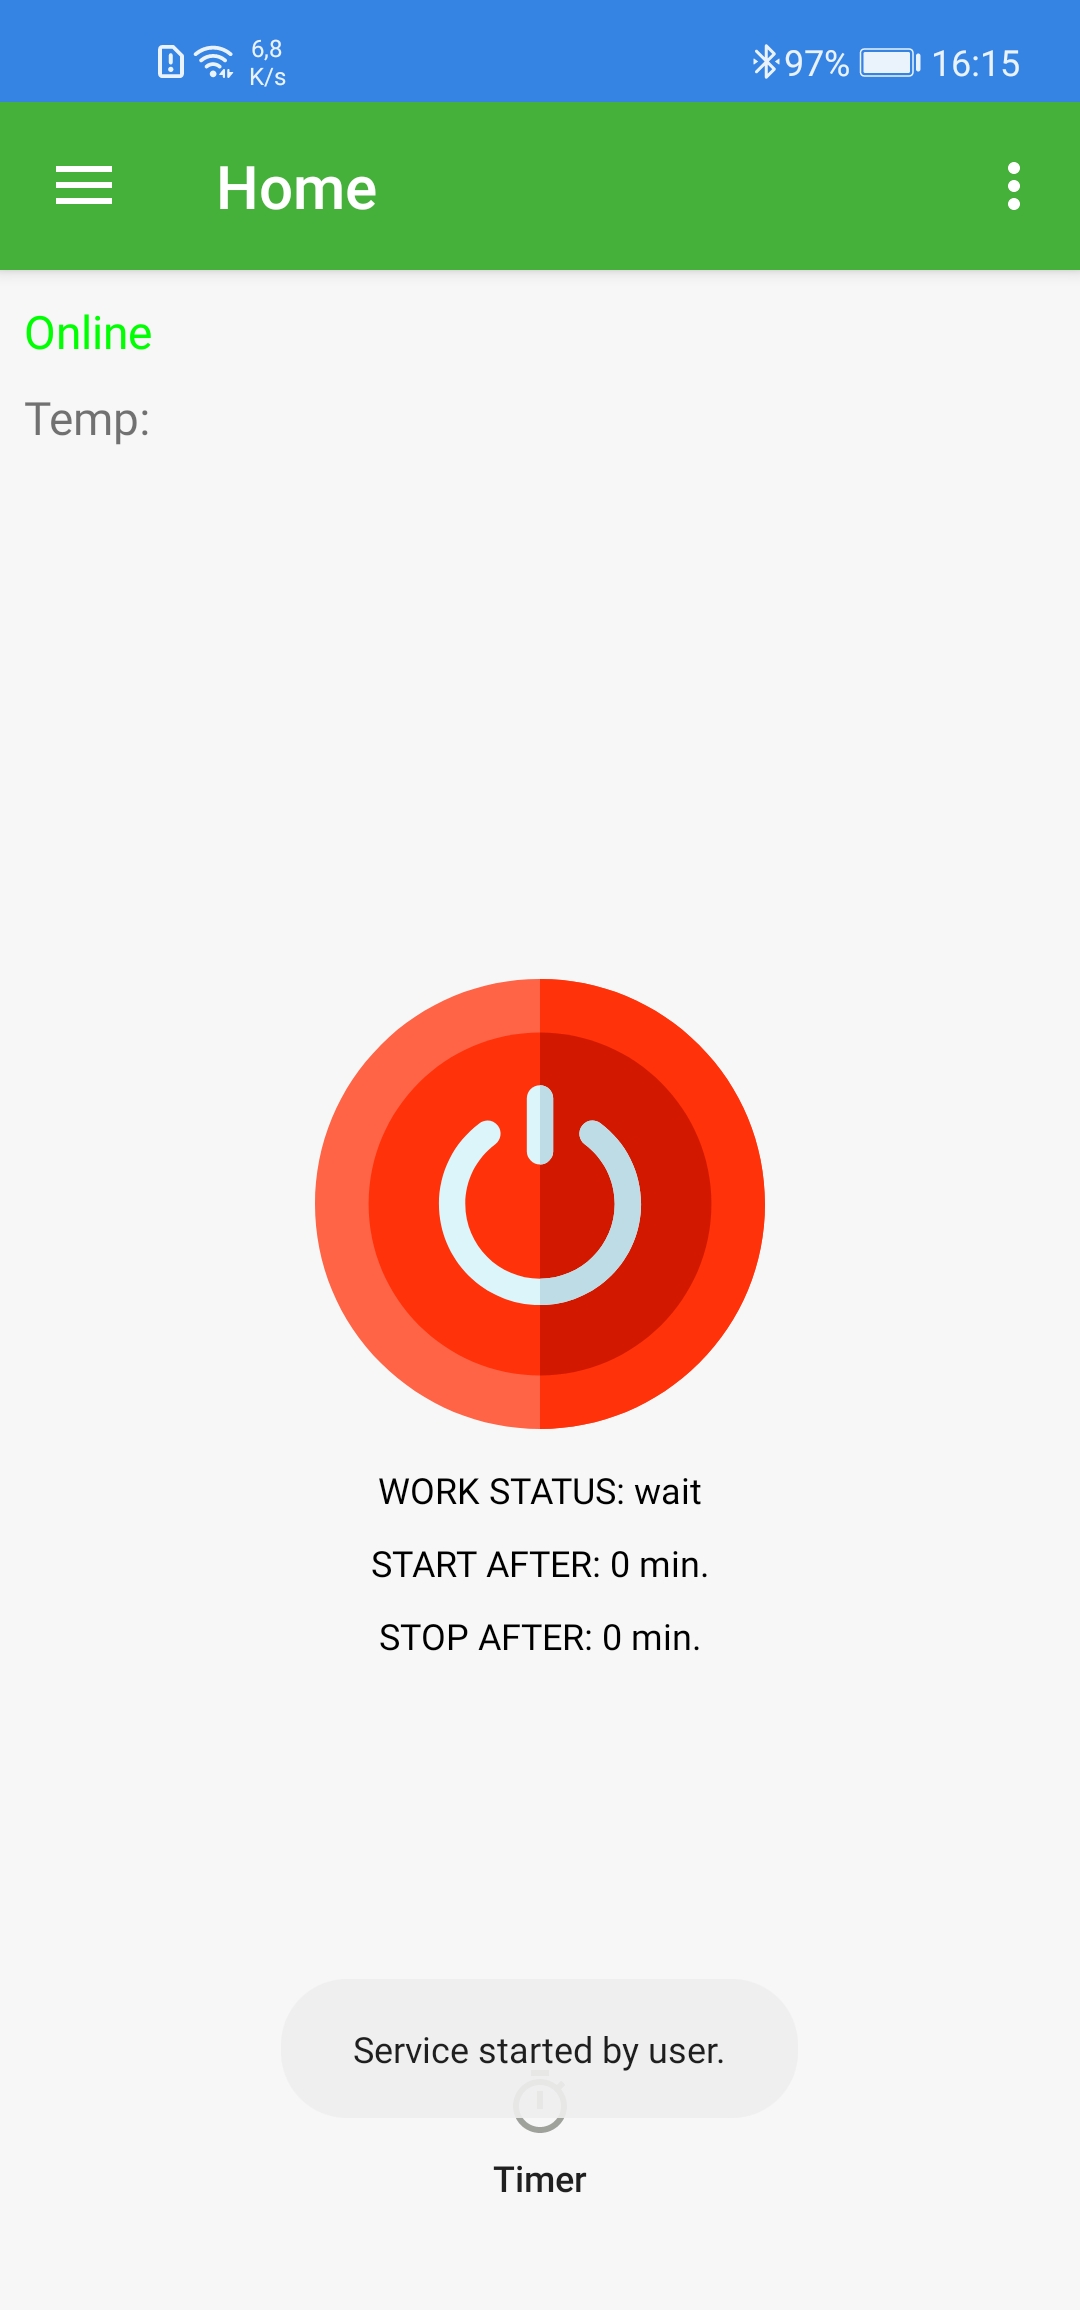 6,8
K/s
97%
16:15
Home
Online
Temp:
WORK STATUS: wait
START AFTER: 0 min.
STOP AFTER: 0 min.
Service started by user.
Timer